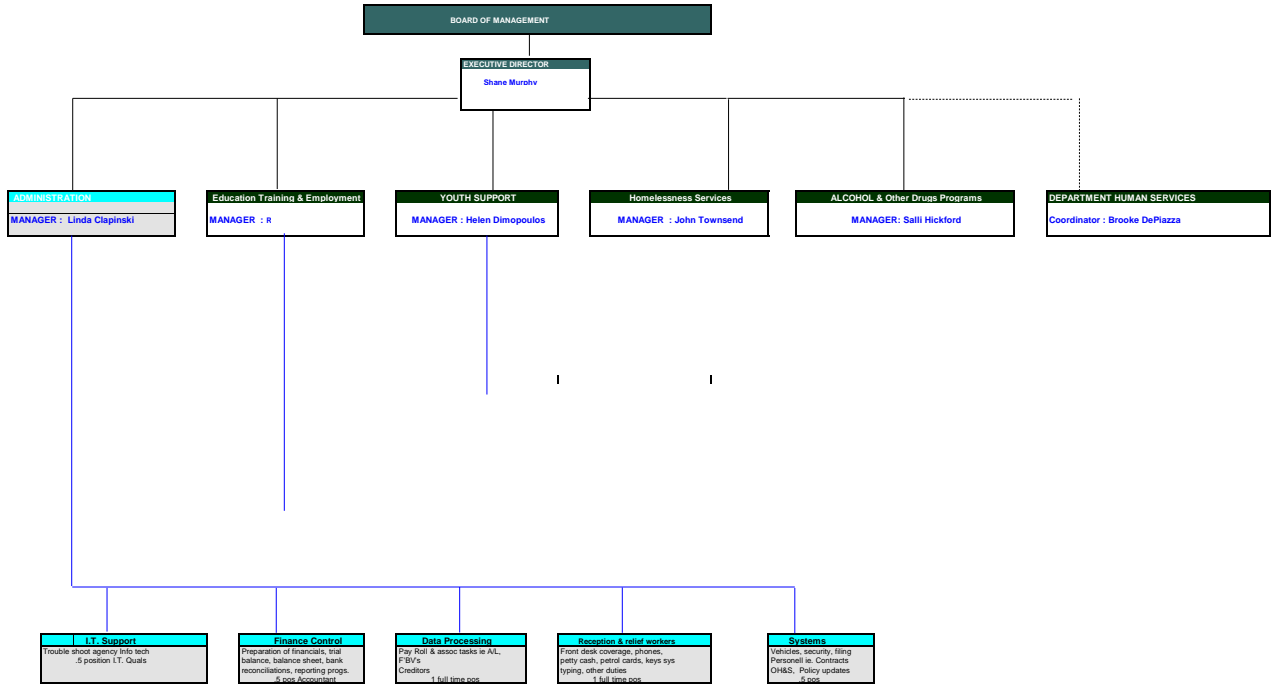 BOARD OF MANAGEMENT
EXECUTIVE DIRECTOR
Shane Murphy
ADMINISTRATION
MANAGER : Linda Clapinski
Education Training & Employment
MANAGER : R
YOUTH SUPPORT
MANAGER : Helen Dimopoulos
Homelessness Services
MANAGER : John Townsend
ALCOHOL & Other Drugs Programs
MANAGER: Salli Hickford
DEPARTMENT HUMAN SERVICES
Coordinator : Brooke DePiazza
I.T. Support
Trouble shoot agency Info tech
.5 position I.T. Quals
Finance Control
Preparation of financials, trial
balance, balance sheet, bank
reconciliations, reporting progs.
.5 pos Accountant
Data Processing
Pay Roll & assoc tasks ie A/L,
F'BV's
Creditors
1 full time pos
Reception & relief workers
Front desk coverage, phones,
petty cash, petrol cards, keys sys
typing, other duties
1 full time pos
Systems
Vehicles, security, filing
Personell ie. Contracts
OH&S, Policy updates
.5 pos